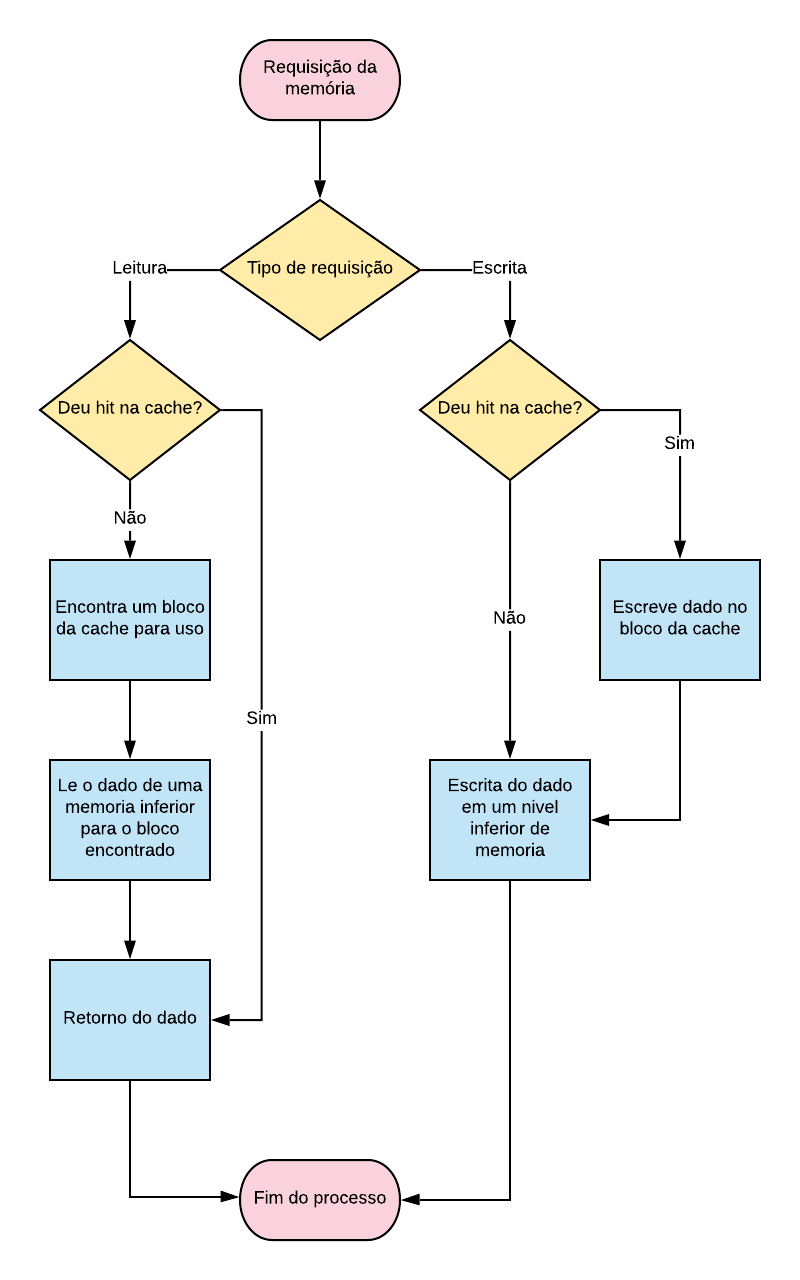 Requisição da
memória
Tipo de requisição
Leitura
Escrita
Deu hit na cache?
Deu hit na cache?
Sim
Não
Encontra um bloco
da cache para uso
Escreve dado no
bloco da cache
Não
Sim
Le o dado de uma
memoria inferior
para o bloco
encontrado
Escrita do dado
em um nivel
inferior de
memoria
Retorno do dado
Fim do processo